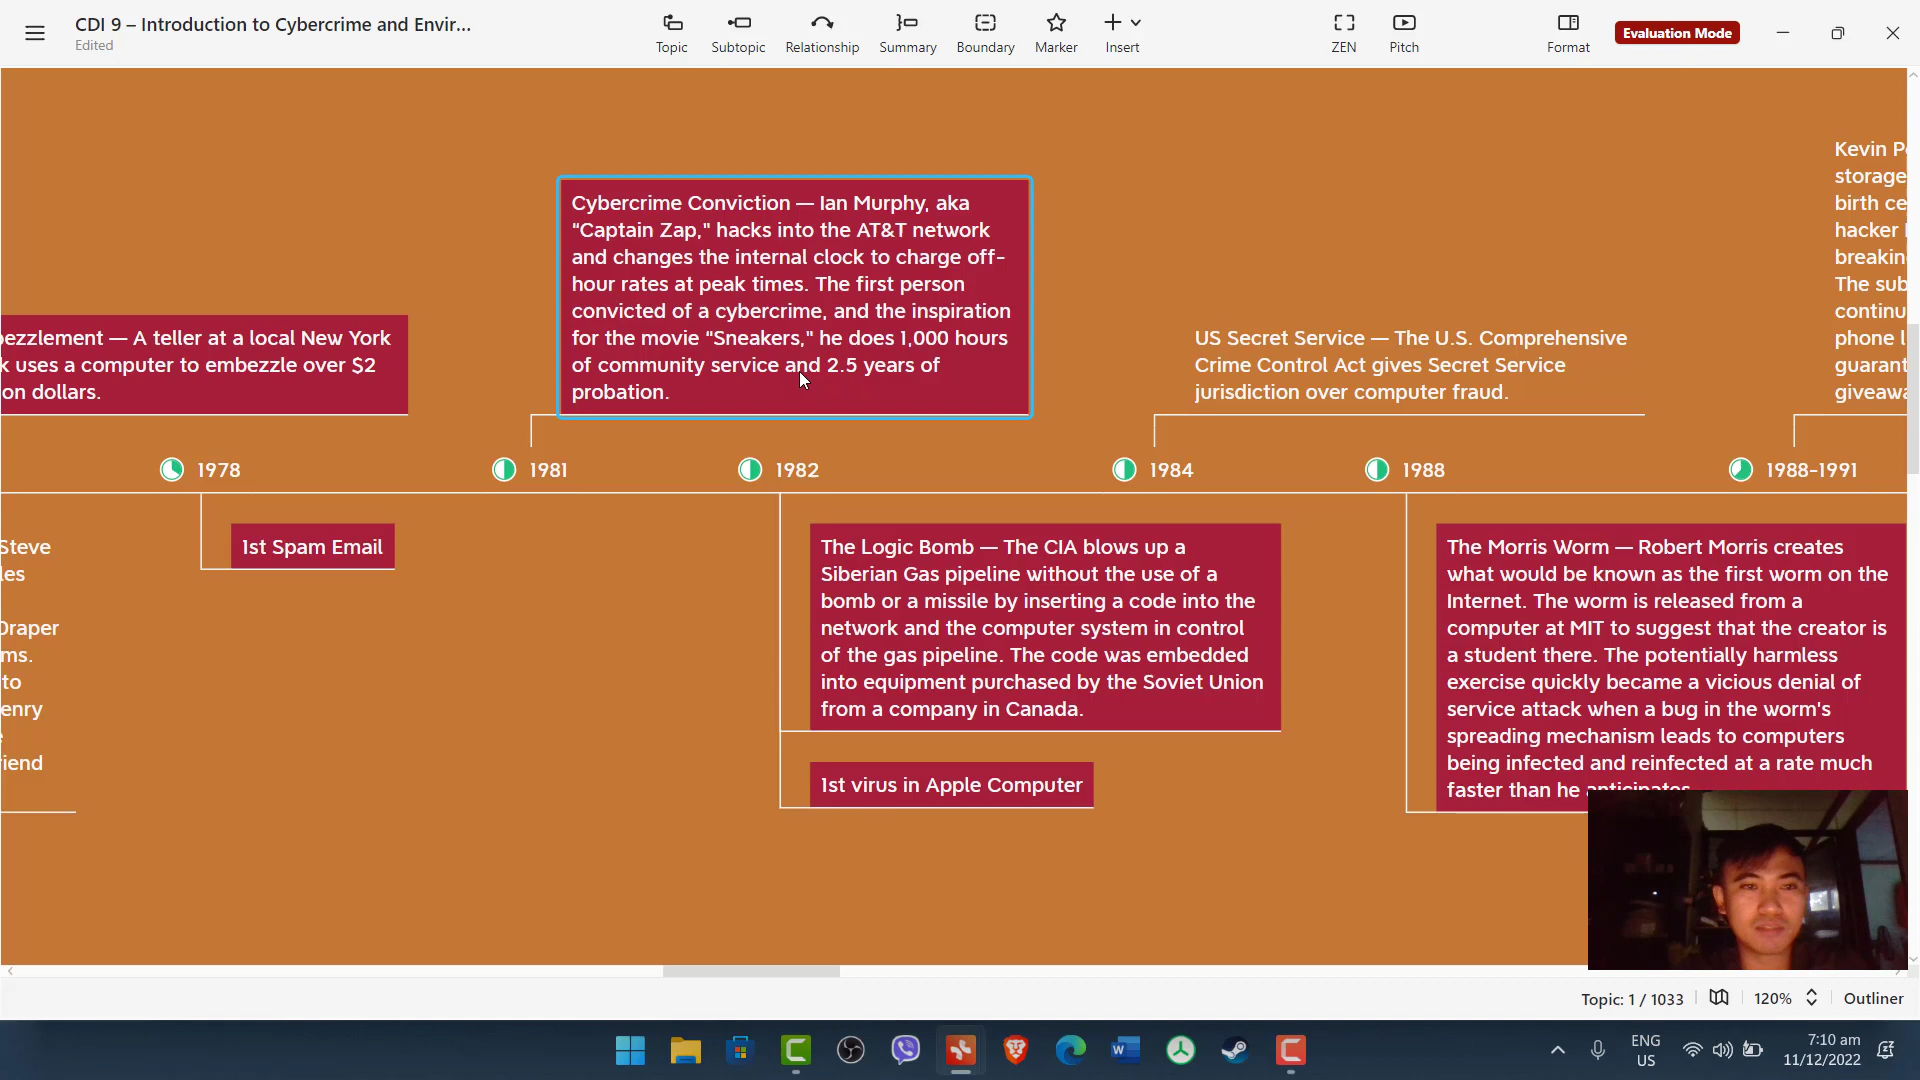 CDI 9 – Introduction to Cybercrime and Envir...
Edited
Topic
Subtopic
Relationship
Summary
Boundary
Marker
Insert
ZEN
Pitch
Format
Evaluation Mode
Cybercrime Conviction — Ian Murphy, aka
"Captain Zap," hacks into the AT&T network
and changes the internal clock to charge off-
hour rates at peak times. The first person
convicted of a cybercrime, and the inspiration
for the movie "Sneakers," he does 1,000 hours
of community service and 2.5 years of
probation.
bezzlement — A teller at a local New York
k uses a computer to embezzle over $2
on dollars.
US Secret Service — The U.S. Comprehensive
Crime Control Act gives Secret Service
jurisdiction over computer fraud.
Kevin P
storage
birth ce
hacker
breakin
The sub
continu
phone l
guarant
giveaw
1978
1981
1982
1984
1988
1988-1991
Steve
les
Draper
ms.
to
enry
e
riend
1st Spam Email
The Logic Bomb — The CIA blows up a
Siberian Gas pipeline without the use of a
bomb or a missile by inserting a code into the
network and the computer system in control
of the gas pipeline. The code was embedded
into equipment purchased by the Soviet Union
from a company in Canada.
1st virus in Apple Computer
The Morris Worm — Robert Morris creates
what would be known as the first worm on the
Internet. The worm is released from a
computer at MIT to suggest that the creator is
a student there. The potentially harmless
exercise quickly became a vicious denial of
service attack when a bug in the worm's
spreading mechanism leads to computers
being infected and reinfected at a rate much
faster than he anticipates.
Topic: 1 / 1033
120%
Outliner
ENG
US
7:10 am
11/12/2022